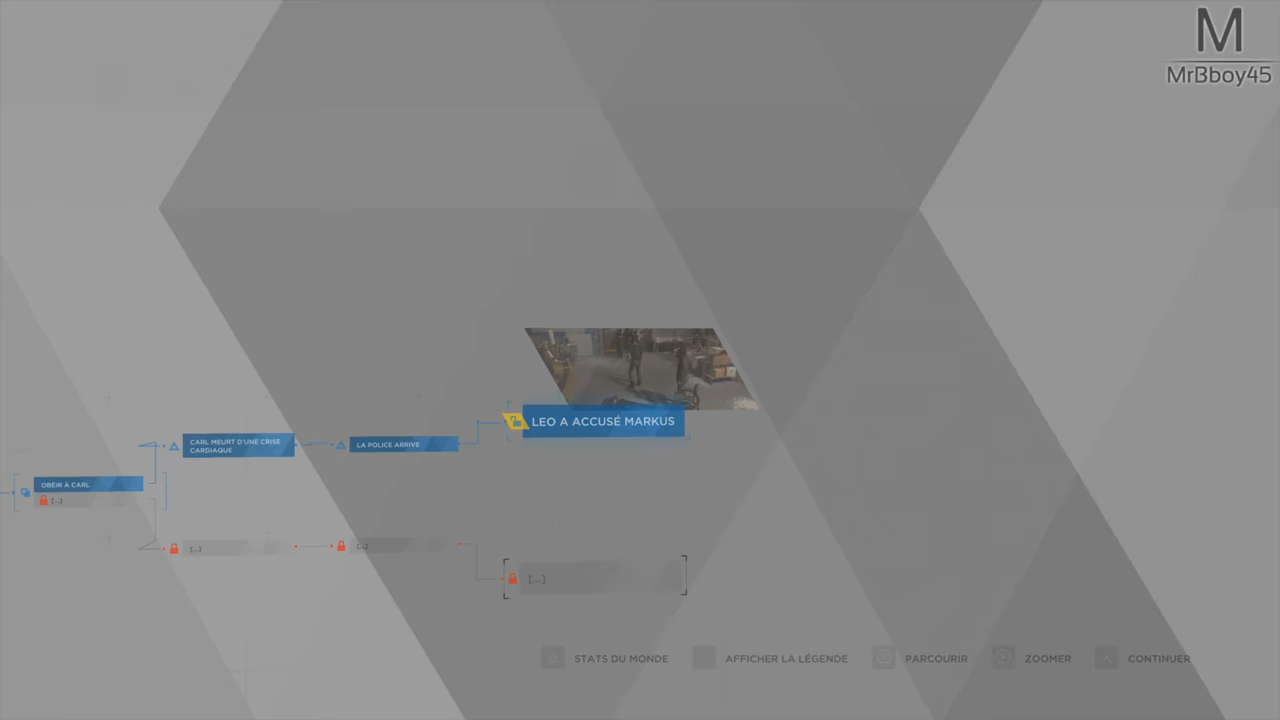 M
MrBboy45
LEO A ACCUSÉ MARKUS
CARL MEURT D'UNE CRISE
CARDIAQUE
LA POLICE ARRIVE
OBÉIR À CARL
[...]
[...]
[...]
[...]
STATS DU MONDE
AFFICHER LA LÉGENDE
PARCOURIR
ZOOMER
CONTINUER